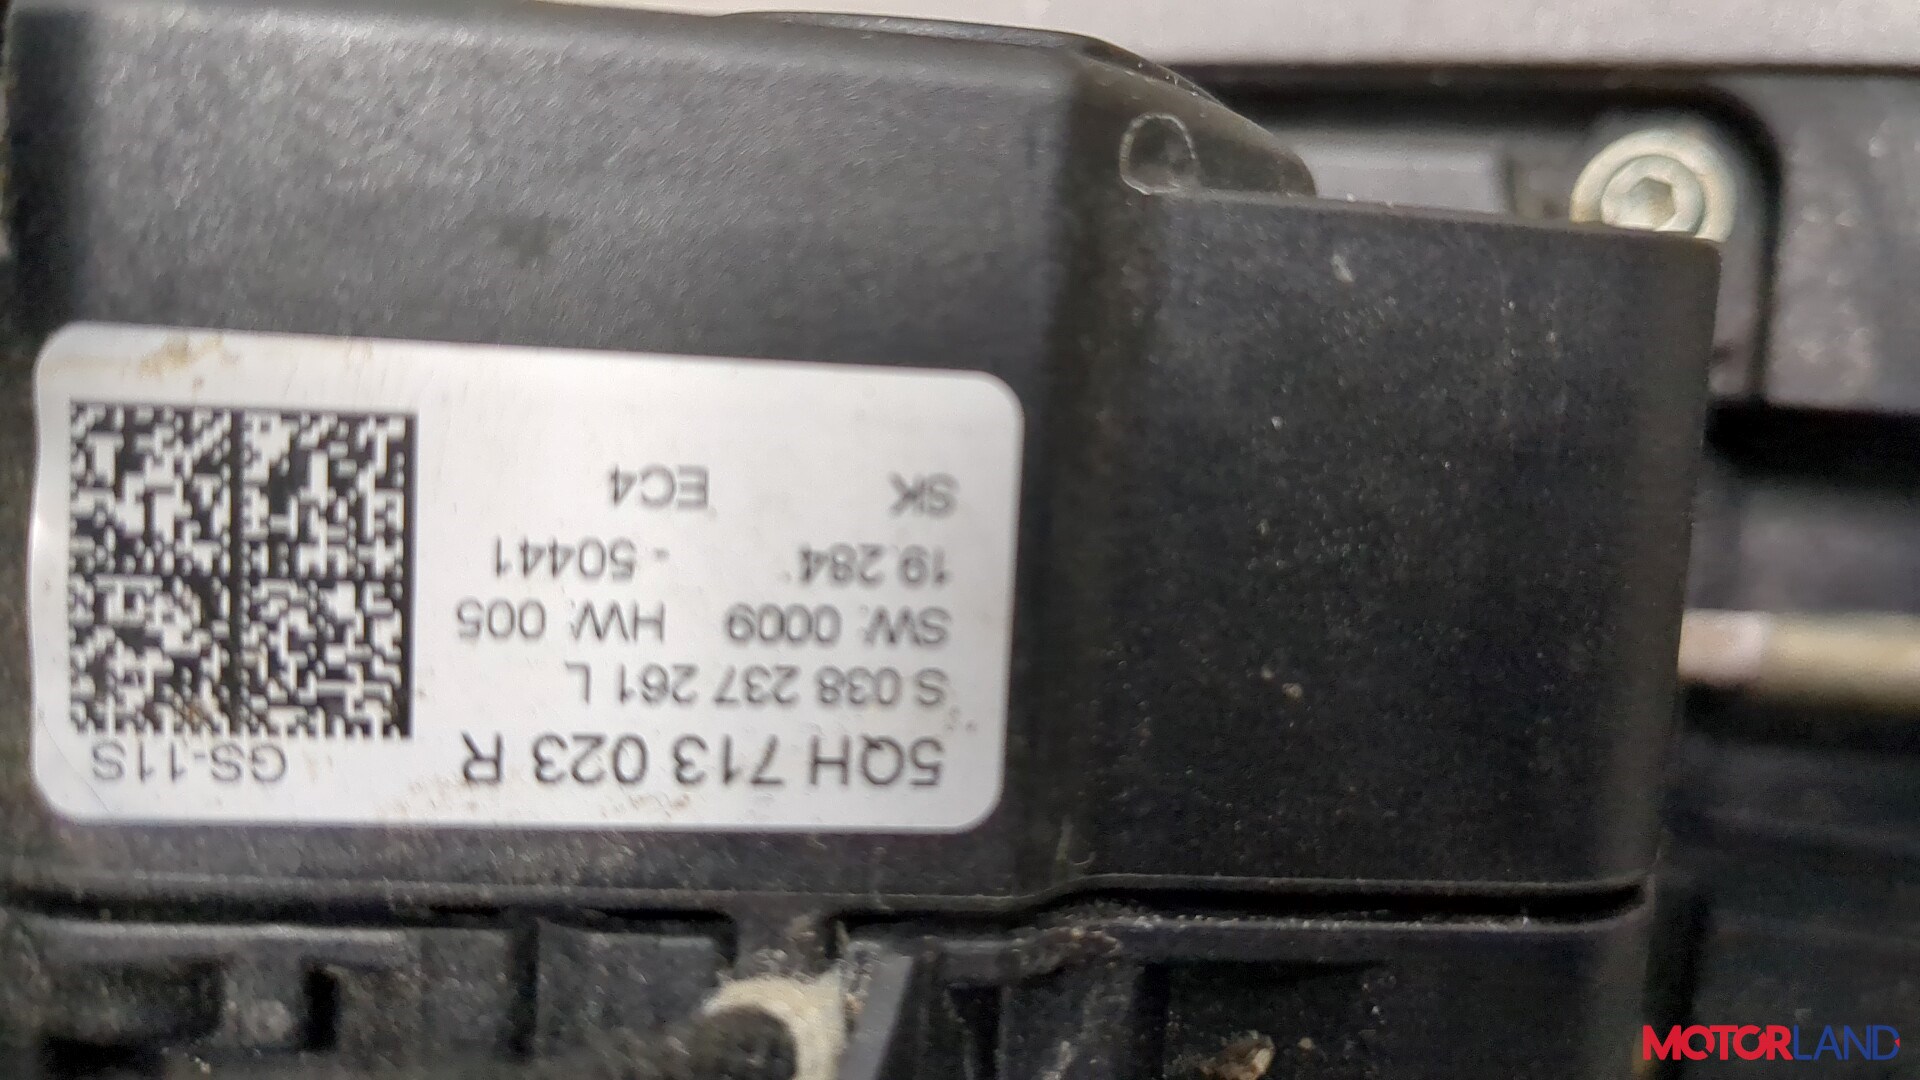 5QH 713 023 R GS-11S
S 038 237 261 L
SW: 0009 HW: 005
19.284 - 50441
SK EC4
MOTORLAND